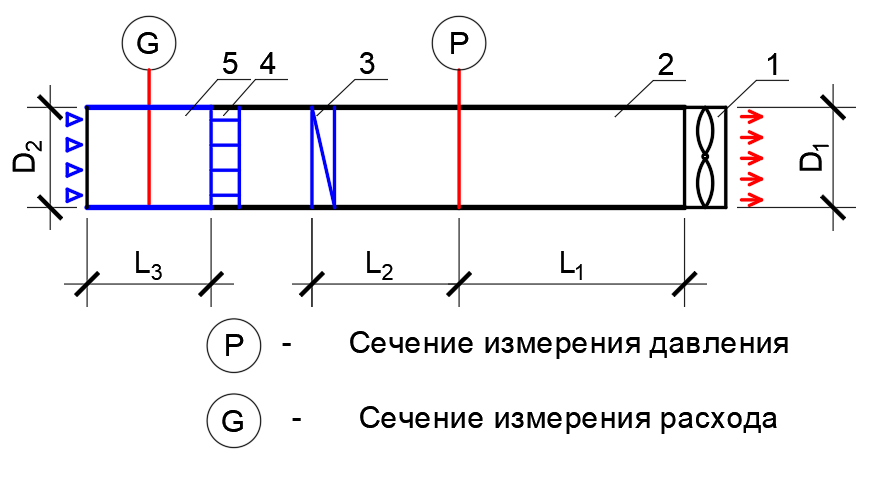 G P
5 4 3 2 1
D₂ D₁
L₃ L₂ L₁
P - Сечение измерения давления
G - Сечение измерения расхода